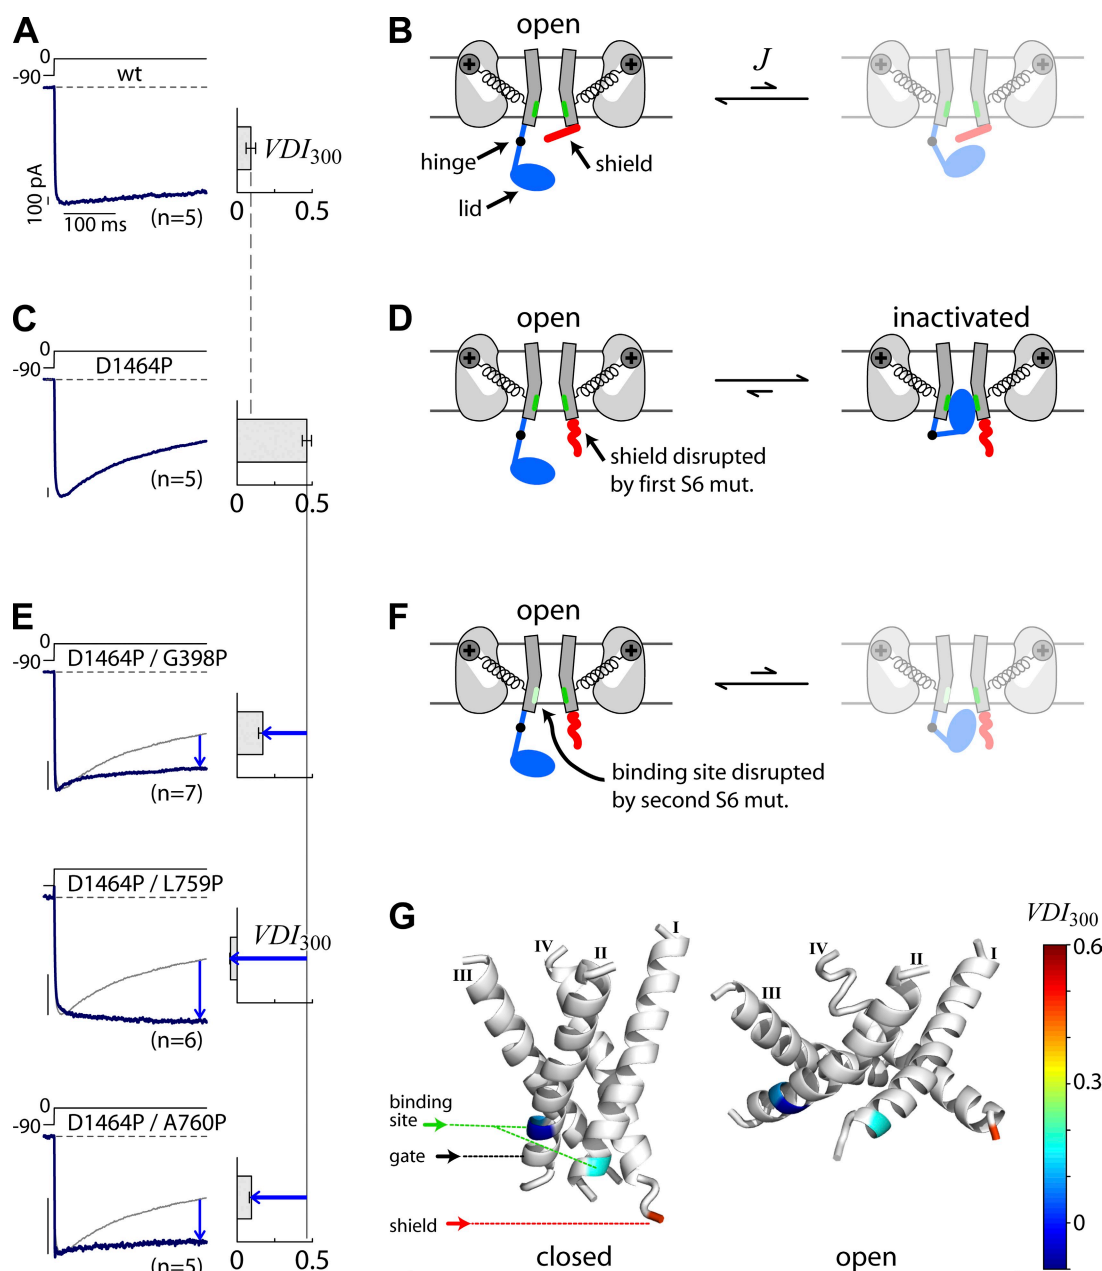 A
0
-90
wt
VDI300
100 pA
100 ms
(n=5)
0
0.5
B
open
J
hinge
shield
lid
C
0
-90
D1464P
(n=5)
0
0.5
D
open
inactivated
shield disrupted
by first S6 mut.
E
0
-90
D1464P / G398P
(n=7)
D1464P / L759P
VDI300
(n=6)
0
-90
D1464P / A760P
(n=5)
0
0.5
F
open
binding site disrupted
by second S6 mut.
G
VDI300
I
IV
II
III
binding
site
gate
shield
closed
IV
II
I
III
open
0.6
0.3
0